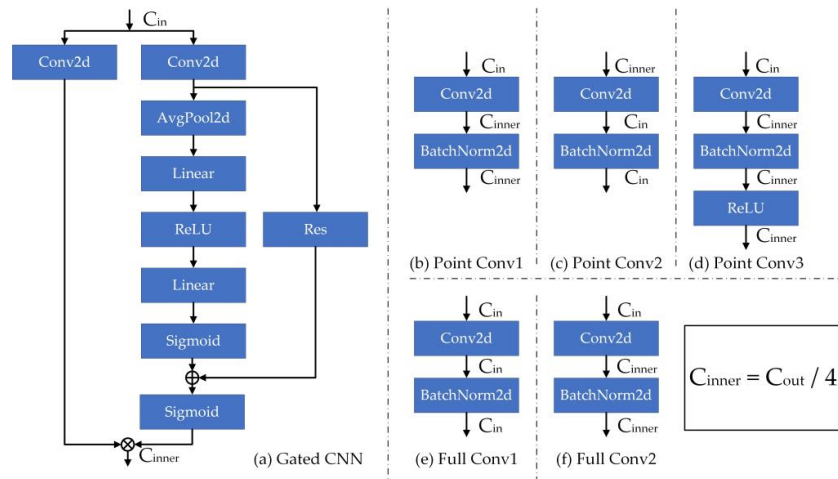 Cin
Conv2d
Conv2d
AvgPool2d
Linear
ReLU
Res
Linear
Sigmoid
Sigmoid
Cinner
(a) Gated CNN
Cin
Conv2d
Cinner
BatchNorm2d
Cinner
(b) Point Conv1
Cinner
Conv2d
Cin
BatchNorm2d
Cin
(c) Point Conv2
Cin
Conv2d
Cinner
BatchNorm2d
Cinner
ReLU
Cinner
(d) Point Conv3
Cin
Conv2d
Cin
BatchNorm2d
Cin
(e) Full Conv1
Cin
Conv2d
Cinner
BatchNorm2d
Cinner
(f) Full Conv2
Cinner = Cout / 4